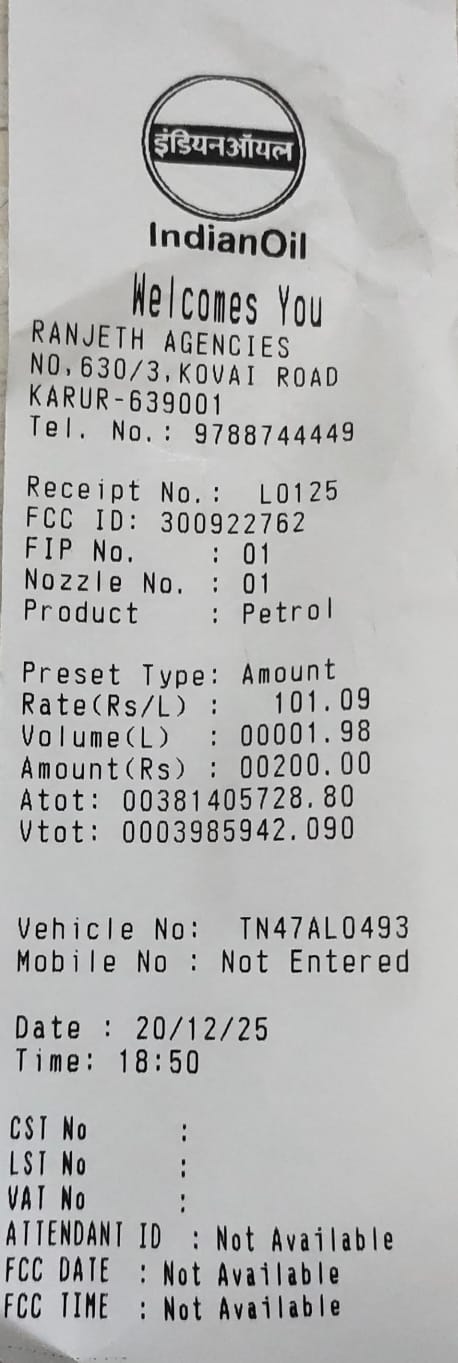 इंडियनऑयल
IndianOil
Welcomes You
RANJETH AGENCIES
NO,630/3,KOVAI ROAD
KARUR-639001
Tel. No.: 9788744449
Receipt No.: L0125
FCC ID: 300922762
FIP No. : 01
Nozzle No. : 01
Product : Petrol
Preset Type: Amount
Rate(Rs/L) : 101.09
Volume(L) : 00001.98
Amount(Rs) : 00200.00
Atot: 00381405728.80
Vtot: 0003985942.090
Vehicle No: TN47AL0493
Mobile No : Not Entered
Date : 20/12/25
Time: 18:50
CST No :
LST No :
VAT No :
ATTENDANT ID : Not Available
FCC DATE : Not Available
FCC TIME : Not Available